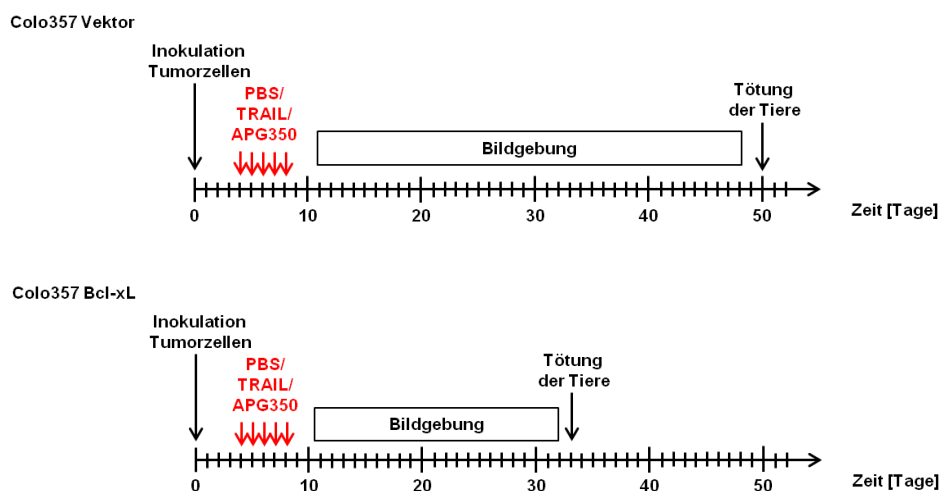 Colo357 Vektor
Inokulation
Tumorzellen
PBS/
TRAIL/
APG350
Bildgebung
Tötung
der Tiere
0 10 20 30 40 50
Zeit [Tage]
Colo357 Bcl-xL
Inokulation
Tumorzellen
PBS/
TRAIL/
APG350
Bildgebung
Tötung
der Tiere
0 10 20 30 40 50
Zeit [Tage]